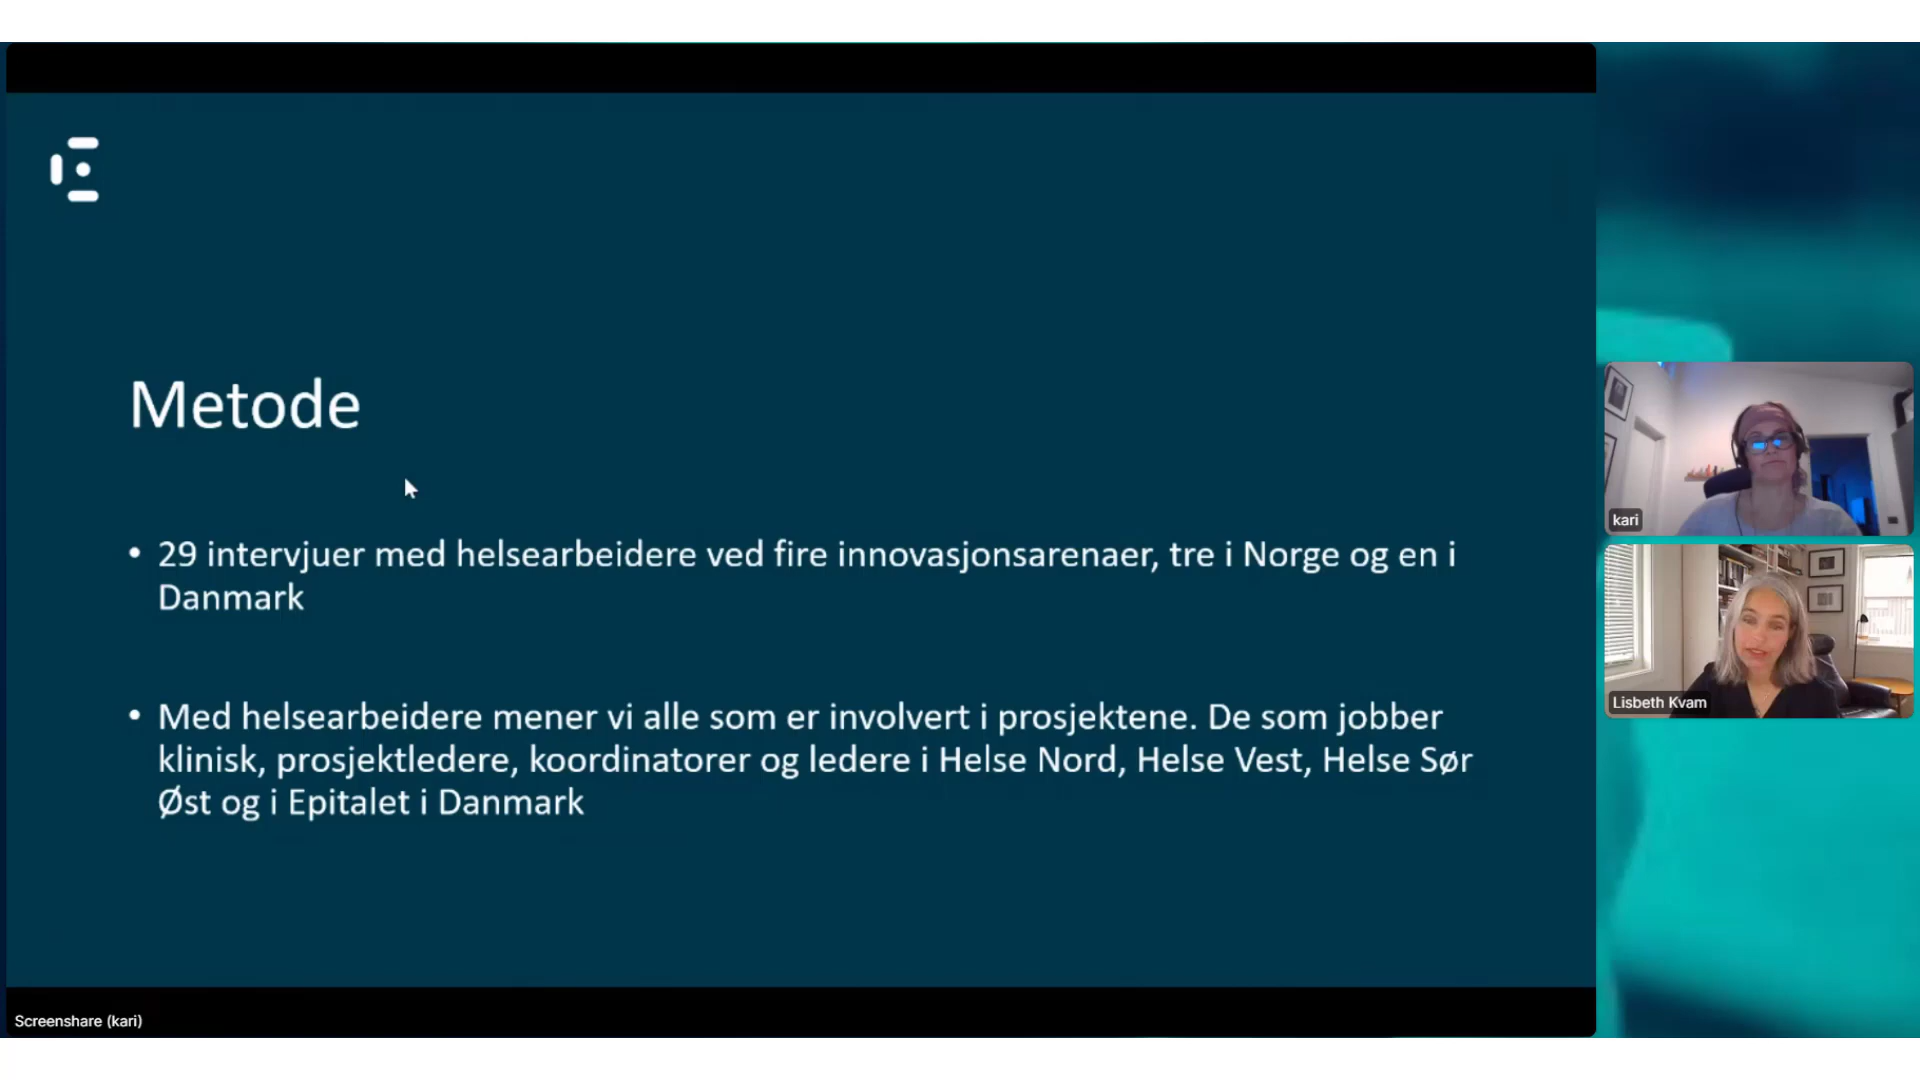 Metode
• 29 intervjuer med helsearbeidere ved fire innovasjonsarenaer, tre i Norge og en i
Danmark
• Med helsearbeidere mener vi alle som er involvert i prosjektene. De som jobber
klinisk, prosjektledere, koordinatorer og ledere i Helse Nord, Helse Vest, Helse Sør
Øst og i Epitalet i Danmark
kari
Lisbeth Kvam
Screenshare (kari)